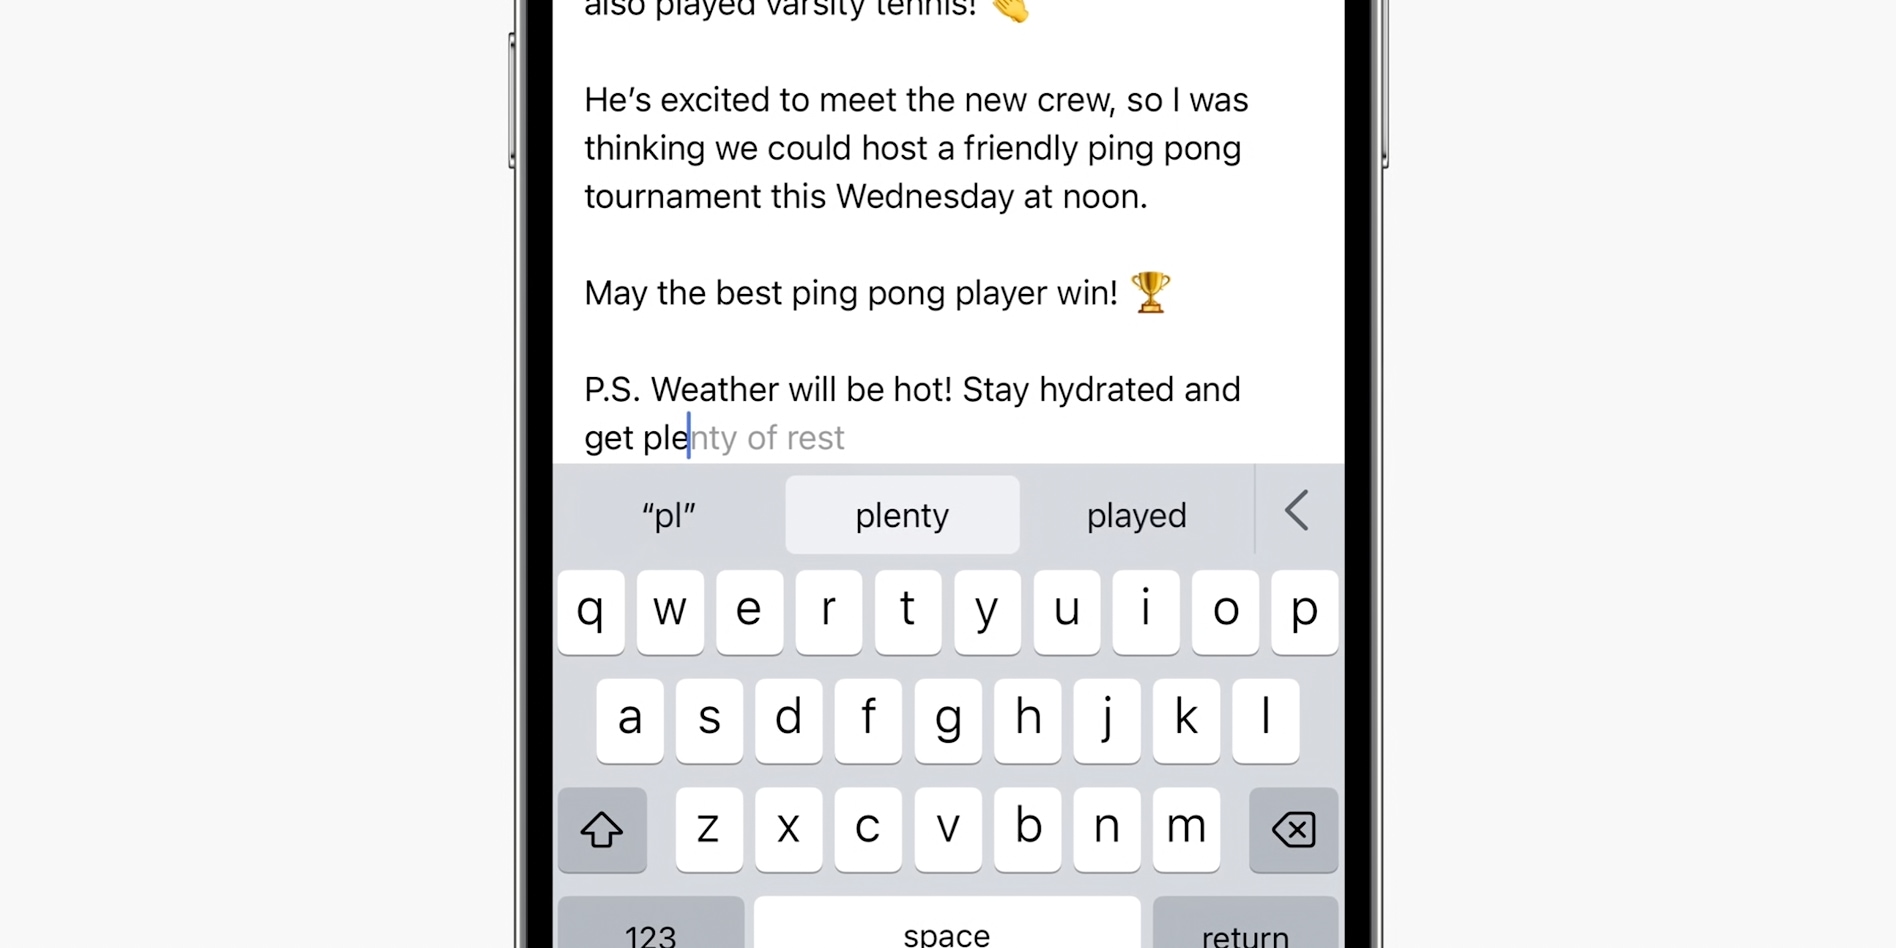 also played varsity tennis! 👏
He’s excited to meet the new crew, so I was
thinking we could host a friendly ping pong
tournament this Wednesday at noon.
May the best ping pong player win! 🏆
P.S. Weather will be hot! Stay hydrated and
get plenty of rest
“pl” plenty played
q w e r t y u i o p
a s d f g h j k l
z x c v b n m
123 space return